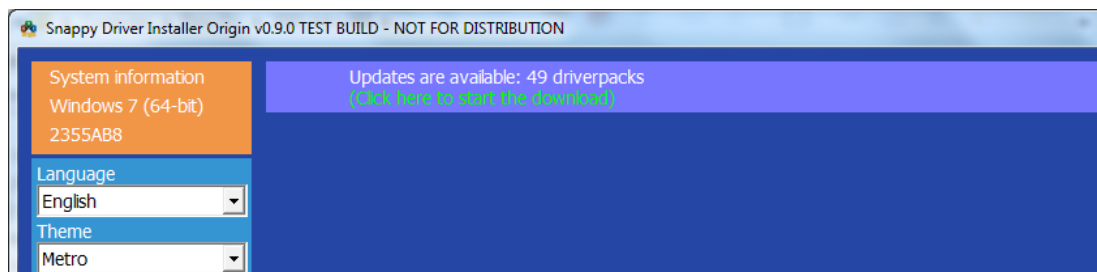 Snappy Driver Installer Origin v0.9.0 TEST BUILD - NOT FOR DISTRIBUTION
System information
Windows 7 (64-bit)
2355AB8
Updates are available: 49 driverpacks
(Click here to start the download)
Language
English
Theme
Metro